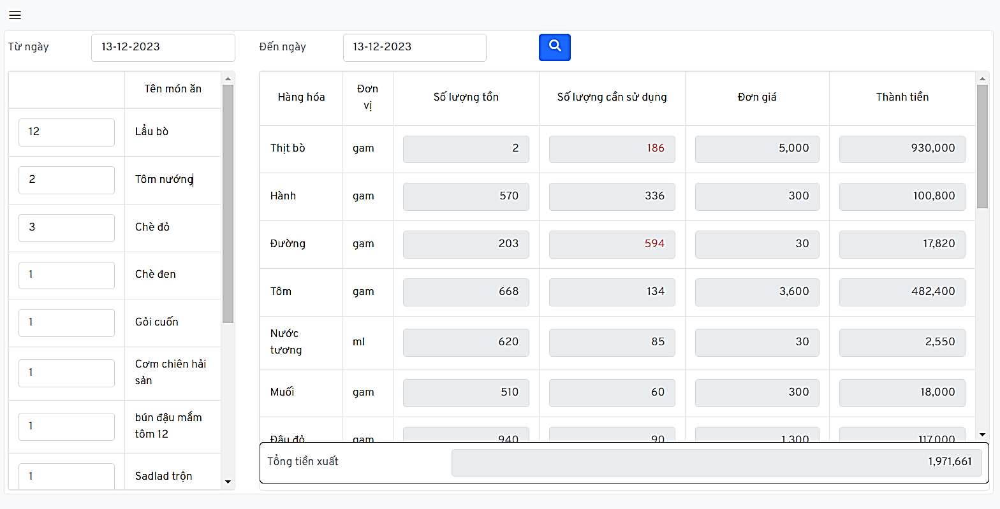 Từ ngày 13-12-2023 Đến ngày 13-12-2023
Tên món ăn
12 Lẩu bò
2 Tôm nướng
3 Chè đỏ
1 Chè đen
1 Gỏi cuốn
1 Cơm chiên hải
sản
1 bún đậu mắm
tôm 12
1 Sadlad trộn
Hàng hóa Đơn
vị Số lượng tồn Số lượng cần sử dụng Đơn giá Thành tiền
Thịt bò gam 2 186 5,000 930,000
Hành gam 570 336 300 100,800
Đường gam 203 594 30 17,820
Tôm gam 668 134 3,600 482,400
Nước
tương ml 620 85 30 2,550
Muối gam 510 60 300 18,000
Đậu đỏ gam 940 90 1,300 117,000
Tổng tiền xuất 1,971,661